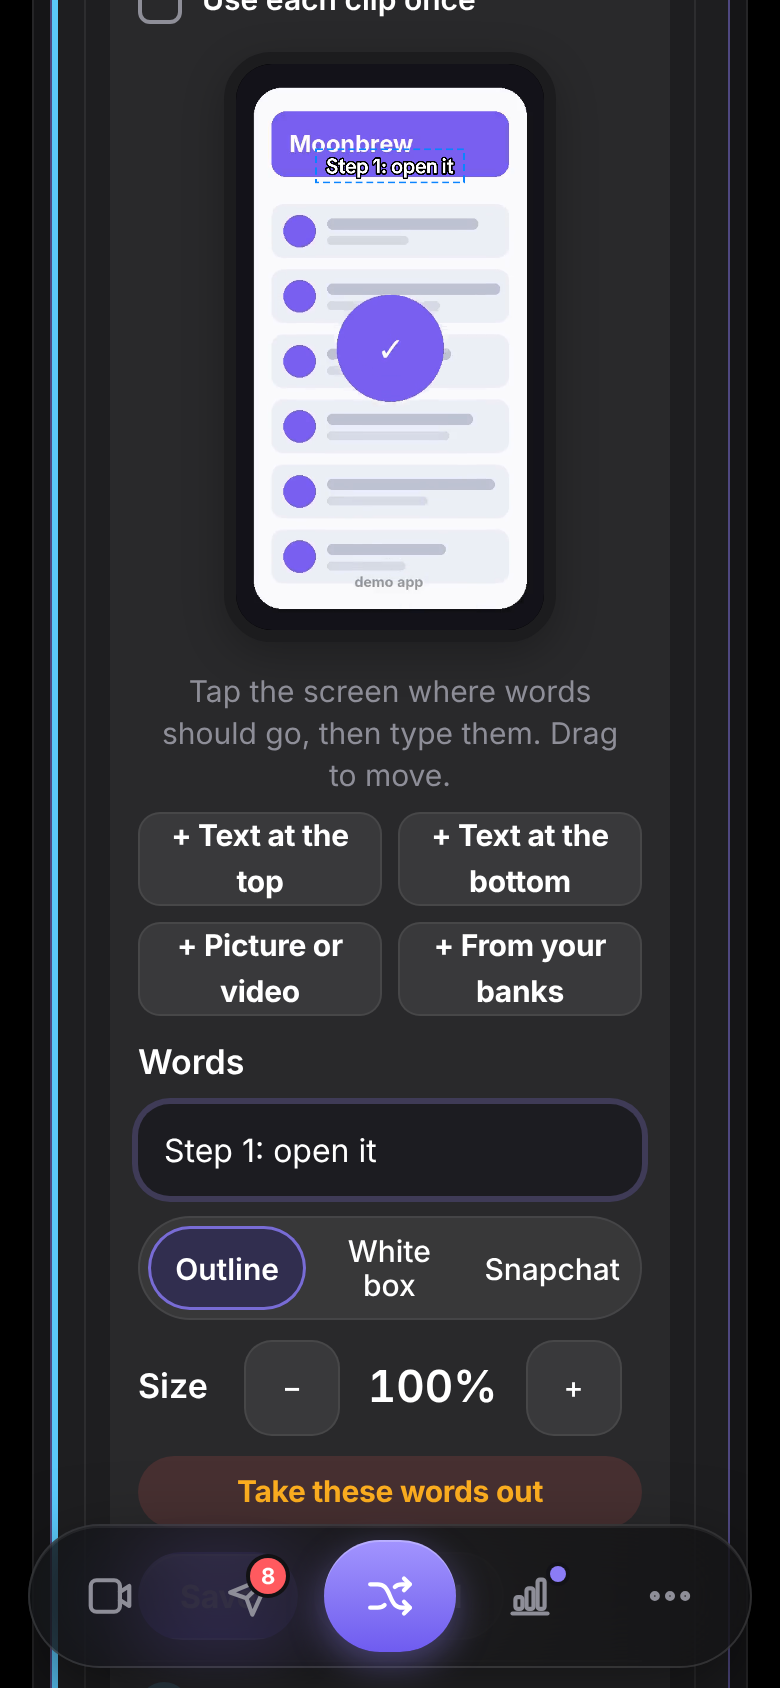 Use each clip once
Moonbrew
Step 1: open it
✓
demo app
Tap the screen where words
should go, then type them. Drag
to move.
+ Text at the
top
+ Text at the
bottom
+ Picture or
video
+ From your
banks
Words
Step 1: open it
Outline
White
box
Snapchat
Size
−
100%
+
Take these words out
8